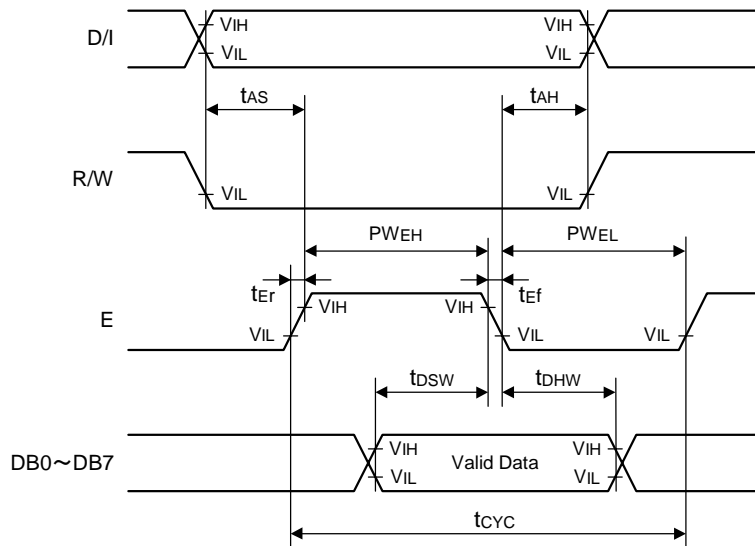 D/I
VIH
VIH
VIL
VIL
tAS
tAH
R/W
VIL
VIL
PWEH
PWEL
tEr
tEf
E
VIH
VIH
VIL
VIL
VIL
tDSW
tDHW
DB0～DB7
VIH
VIH
VIL
Valid Data
VIL
tCYC